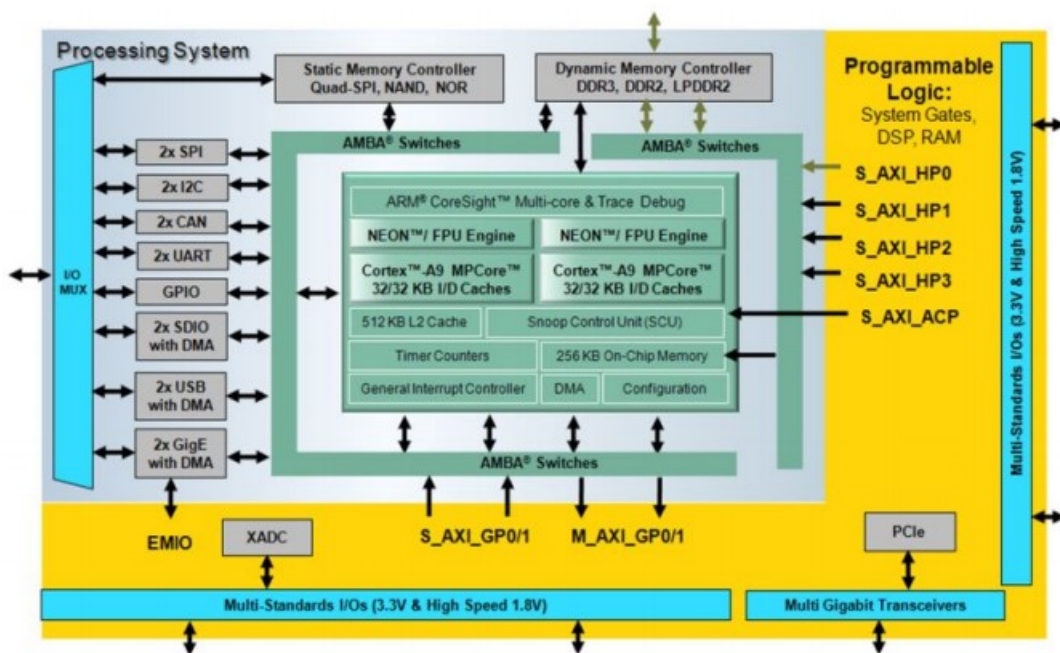 Processing System
Static Memory Controller
Quad-SPI, NAND, NOR
Dynamic Memory Controller
DDR3, DDR2, LPDDR2
Programmable
Logic:
System Gates,
DSP, RAM
AMBA® Switches
AMBA® Switches
I/O
MUX
2x SPI
2x I2C
2x CAN
2x UART
GPIO
2x SDIO
with DMA
2x USB
with DMA
2x GigE
with DMA
ARM® CoreSight™ Multi-core & Trace Debug
NEON™/ FPU Engine
NEON™/ FPU Engine
Cortex™-A9 MPCore™
32/32 KB I/D Caches
Cortex™-A9 MPCore™
32/32 KB I/D Caches
512 KB L2 Cache
Snoop Control Unit (SCU)
Timer Counters
256 KB On-Chip Memory
General Interrupt Controller
DMA
Configuration
AMBA® Switches
S_AXI_HP0
S_AXI_HP1
S_AXI_HP2
S_AXI_HP3
S_AXI_ACP
Multi-Standards I/Os (3.3V & High Speed 1.8V)
EMIO
XADC
S_AXI_GP0/1
M_AXI_GP0/1
PCIe
Multi-Standards I/Os (3.3V & High Speed 1.8V)
Multi Gigabit Transceivers